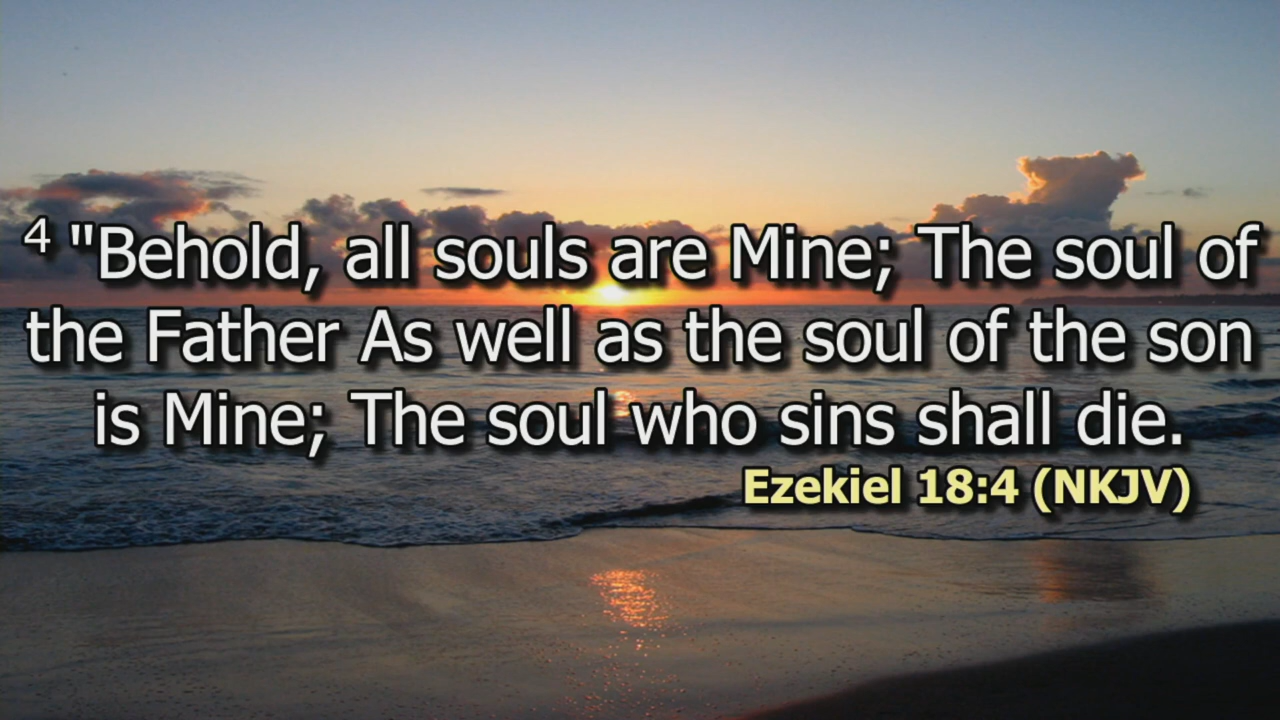 4 "Behold, all souls are Mine; The soul of
the Father As well as the soul of the son
is Mine; The soul who sins shall die.
Ezekiel 18:4 (NKJV)